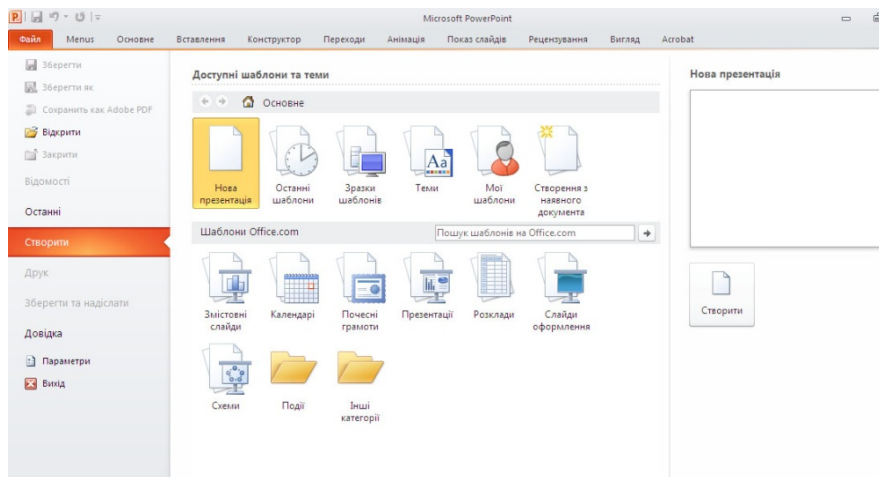 Microsoft PowerPoint
Файл Menus Основне Вставлення Конструктор Переходи Анімація Показ слайдів Рецензування Вигляд Acrobat
Зберегти
Зберегти як
Сохранить как Adobe PDF
Відкрити
Закрити
Відомості
Останні
Створити
Друк
Зберегти та надіслати
Довідка
Параметри
Вихід
Доступні шаблони та теми
Основне
Нова
презентація
Останні
шаблони
Зразки
шаблонів
Aa
Теми
Мої
шаблони
Створення з
наявного
документа
Шаблони Office.com
Пошук шаблонів на Office.com
Змістовні
слайди
Календарі
Почесні
грамоти
Презентації
Розклади
Слайди
оформлення
Схеми
Події
Інші
категорії
Нова презентація
Створити